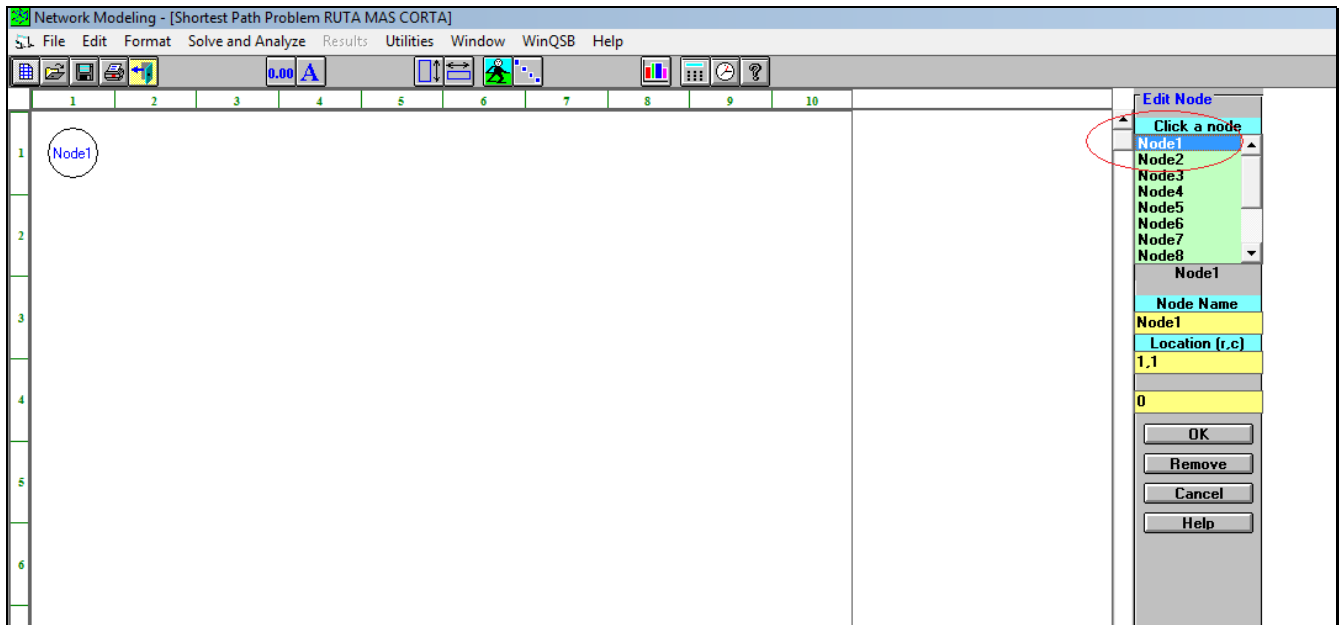 Network Modeling - [Shortest Path Problem RUTA MAS CORTA]
File Edit Format Solve and Analyze Results Utilities Window WinQSB Help
0.00 A ?
1 2 3 4 5 6 7 8 9 10
1
2
3
4
5
6
Node1
Edit Node
Click a node
Node1
Node2
Node3
Node4
Node5
Node6
Node7
Node8
Node1
Node Name
Node1
Location (r,c)
1,1
0
OK
Remove
Cancel
Help